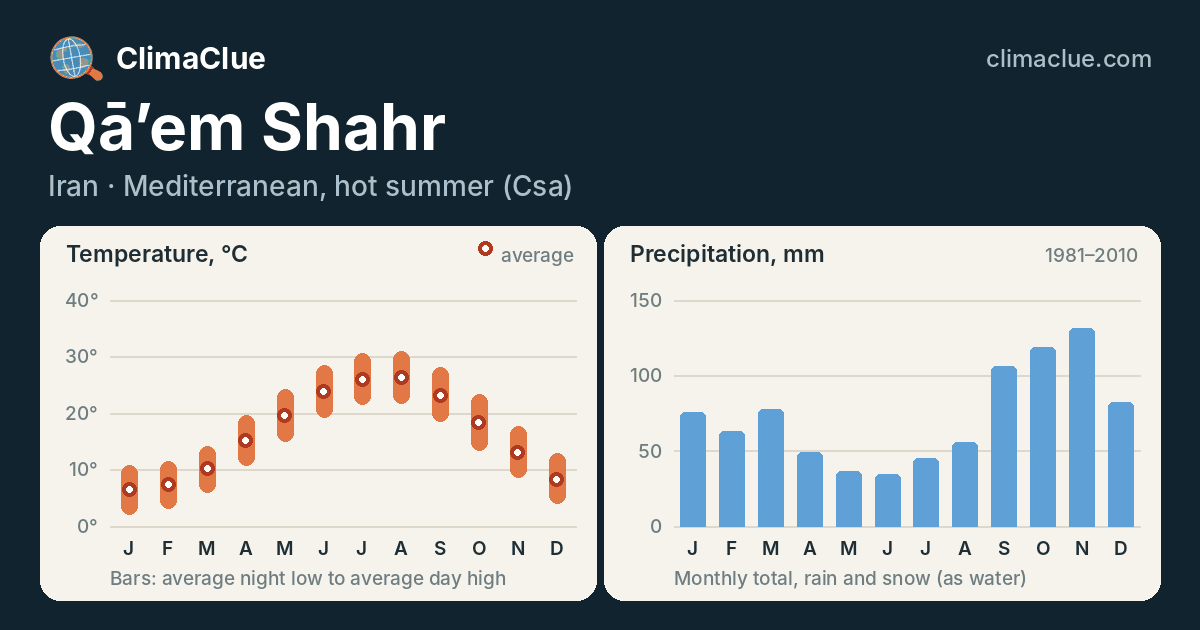 ClimaClue
climaclue.com
Qā’em Shahr
Iran · Mediterranean, hot summer (Csa)
Temperature, °C
average
40°
30°
20°
10°
0°
J F M A M J J A S O N D
Bars: average night low to average day high
Precipitation, mm
1981–2010
150
100
50
0
J F M A M J J A S O N D
Monthly total, rain and snow (as water)